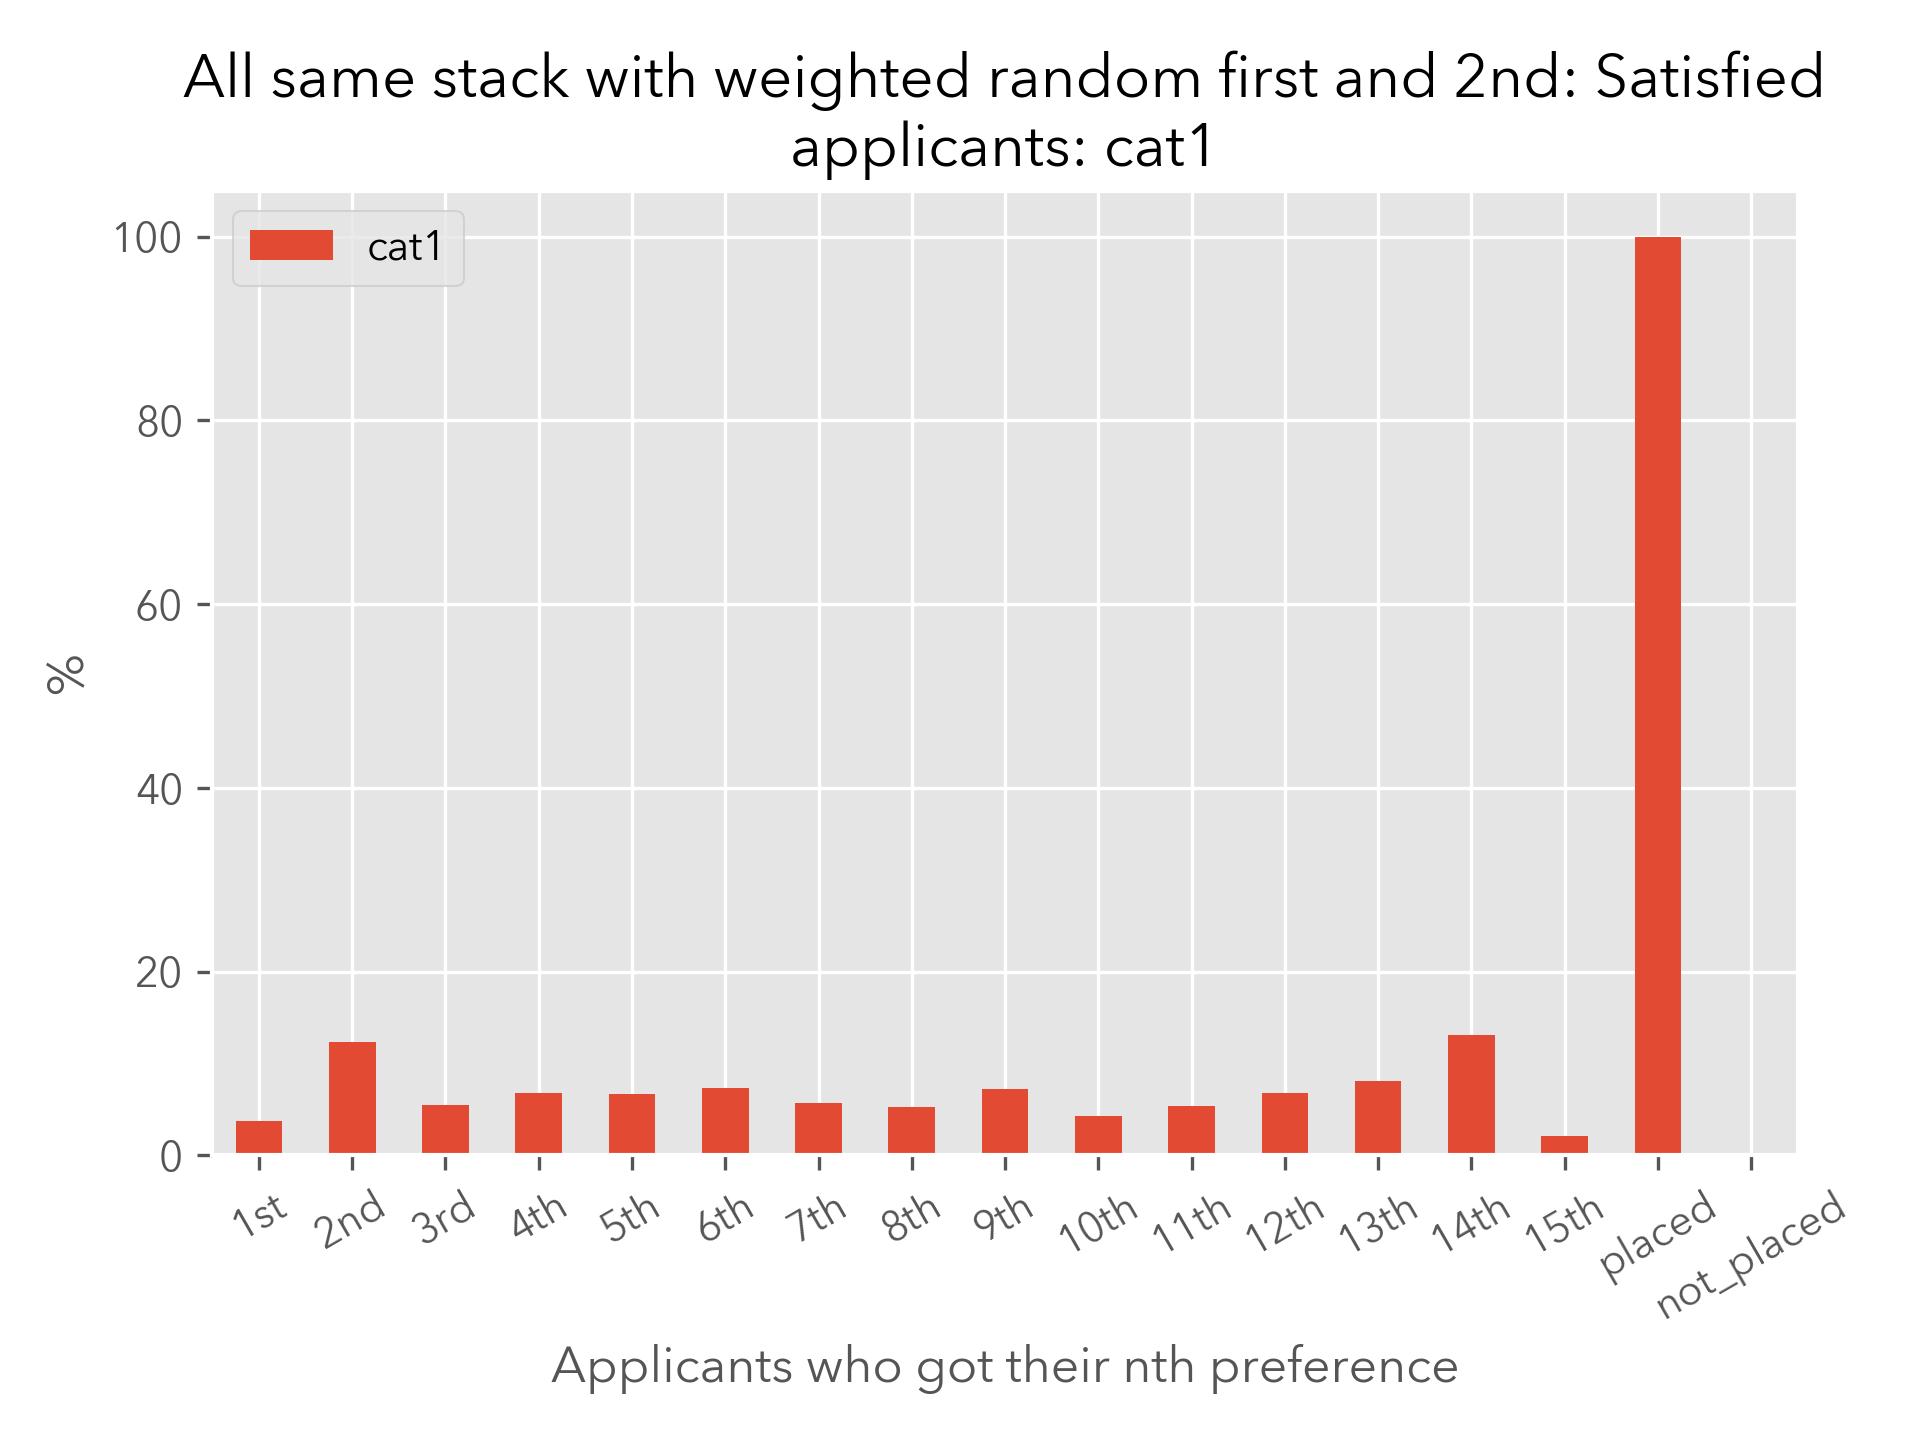 All same stack with weighted random first and 2nd: Satisfied
applicants: cat1
cat1
100
80
60
40
20
0
%
1st
2nd
3rd
4th
5th
6th
7th
8th
9th
10th
11th
12th
13th
14th
15th
placed
not_placed
Applicants who got their nth preference